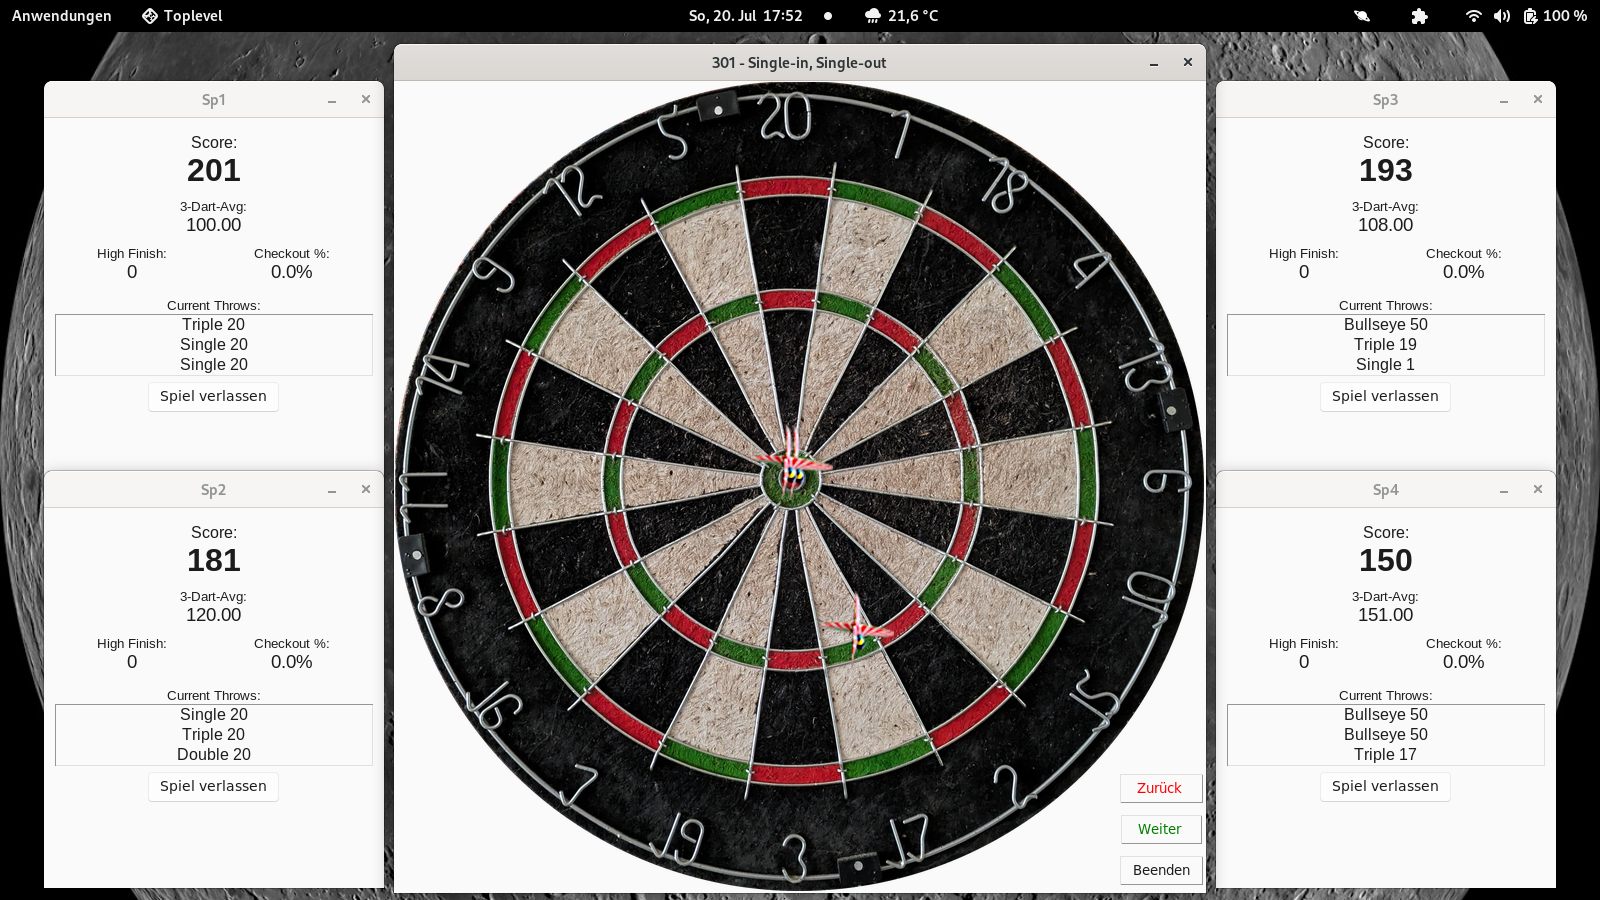 Anwendungen Toplevel So, 20. Jul 17:52 21,6 °C 100 %
Sp1
Score:
201
3-Dart-Avg:
100.00
High Finish: Checkout %:
0 0.0%
Current Throws:
Triple 20
Single 20
Single 20
Spiel verlassen
Sp2
Score:
181
3-Dart-Avg:
120.00
High Finish: Checkout %:
0 0.0%
Current Throws:
Single 20
Triple 20
Double 20
Spiel verlassen
301 - Single-in, Single-out
20
1
18
4
13
6
10
15
2
17
3
19
7
16
8
11
14
9
12
5
Zurück
Weiter
Beenden
Sp3
Score:
193
3-Dart-Avg:
108.00
High Finish: Checkout %:
0 0.0%
Current Throws:
Bullseye 50
Triple 19
Single 1
Spiel verlassen
Sp4
Score:
150
3-Dart-Avg:
151.00
High Finish: Checkout %:
0 0.0%
Current Throws:
Bullseye 50
Bullseye 50
Triple 17
Spiel verlassen